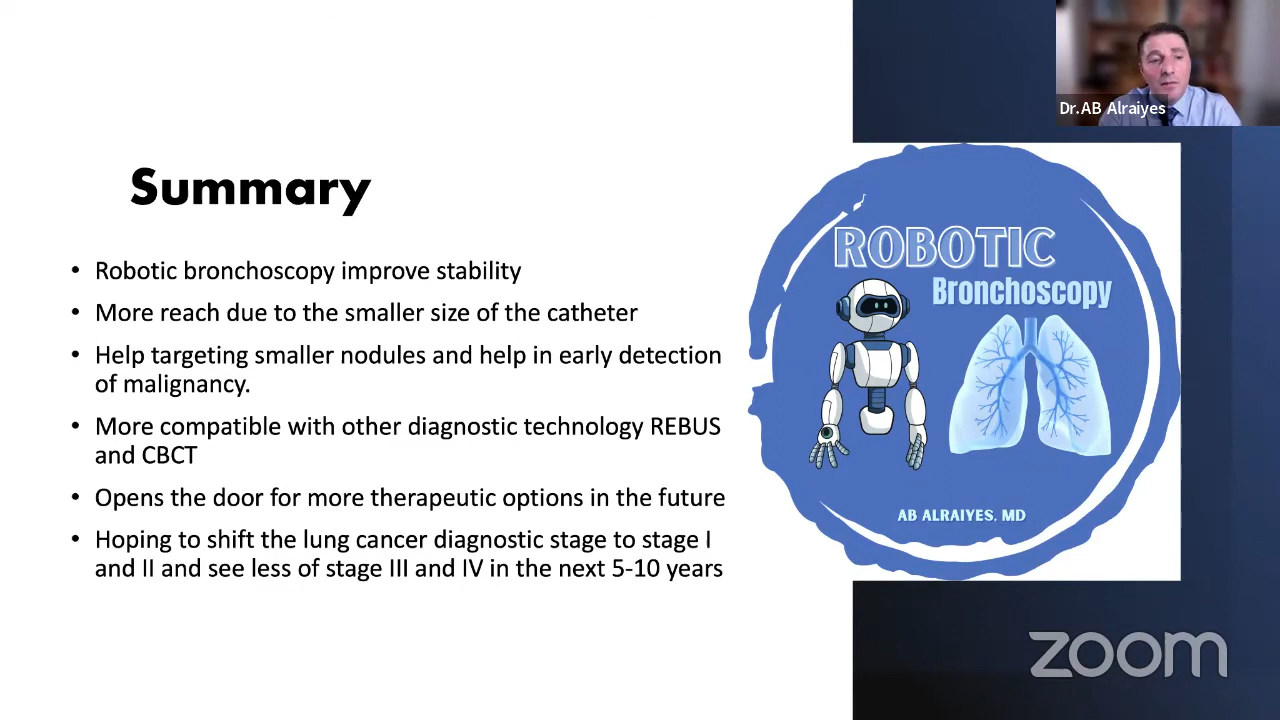 Dr.AB Alraiyes
Summary
• Robotic bronchoscopy improve stability
• More reach due to the smaller size of the catheter
• Help targeting smaller nodules and help in early detection
of malignancy.
• More compatible with other diagnostic technology REBUS
and CBCT
• Opens the door for more therapeutic options in the future
• Hoping to shift the lung cancer diagnostic stage to stage I
and II and see less of stage III and IV in the next 5-10 years
ROBOTIC
Bronchoscopy
AB ALRAIYES, MD
zoom